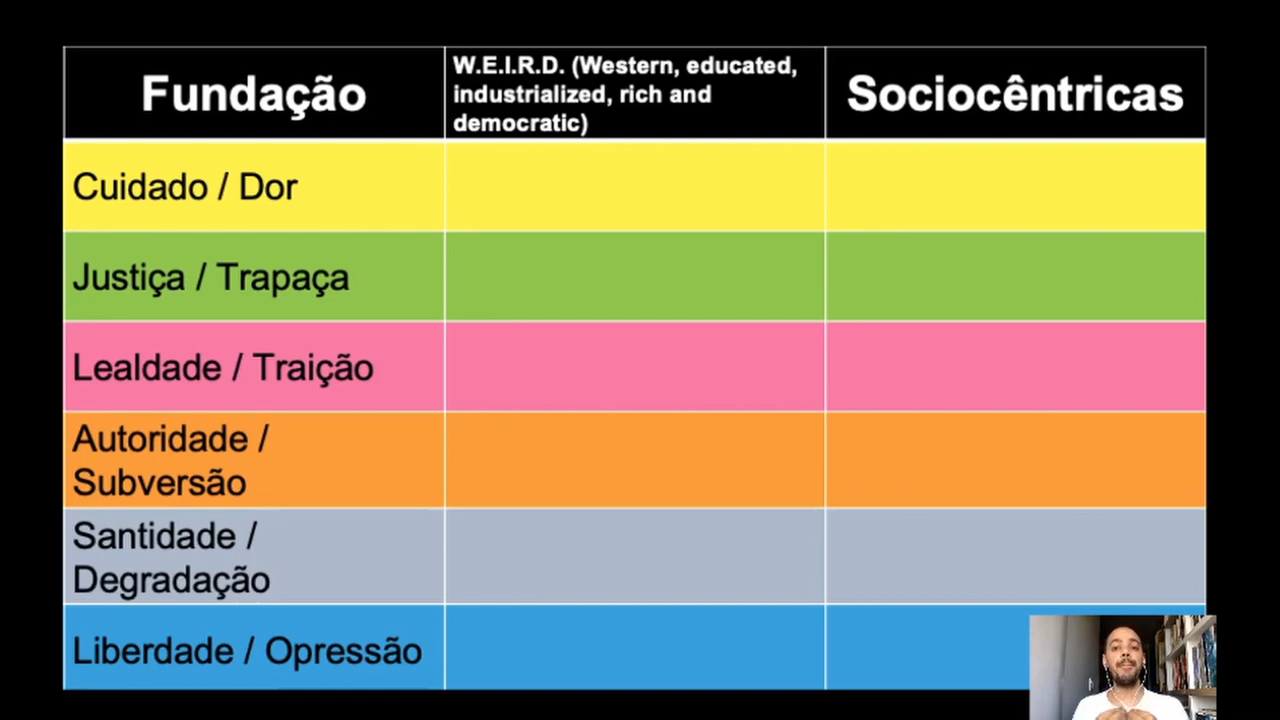 Fundação
W.E.I.R.D. (Western, educated,
industrialized, rich and
democratic)
Sociocêntricas
Cuidado / Dor
Justiça / Trapaça
Lealdade / Traição
Autoridade /
Subversão
Santidade /
Degradação
Liberdade / Opressão